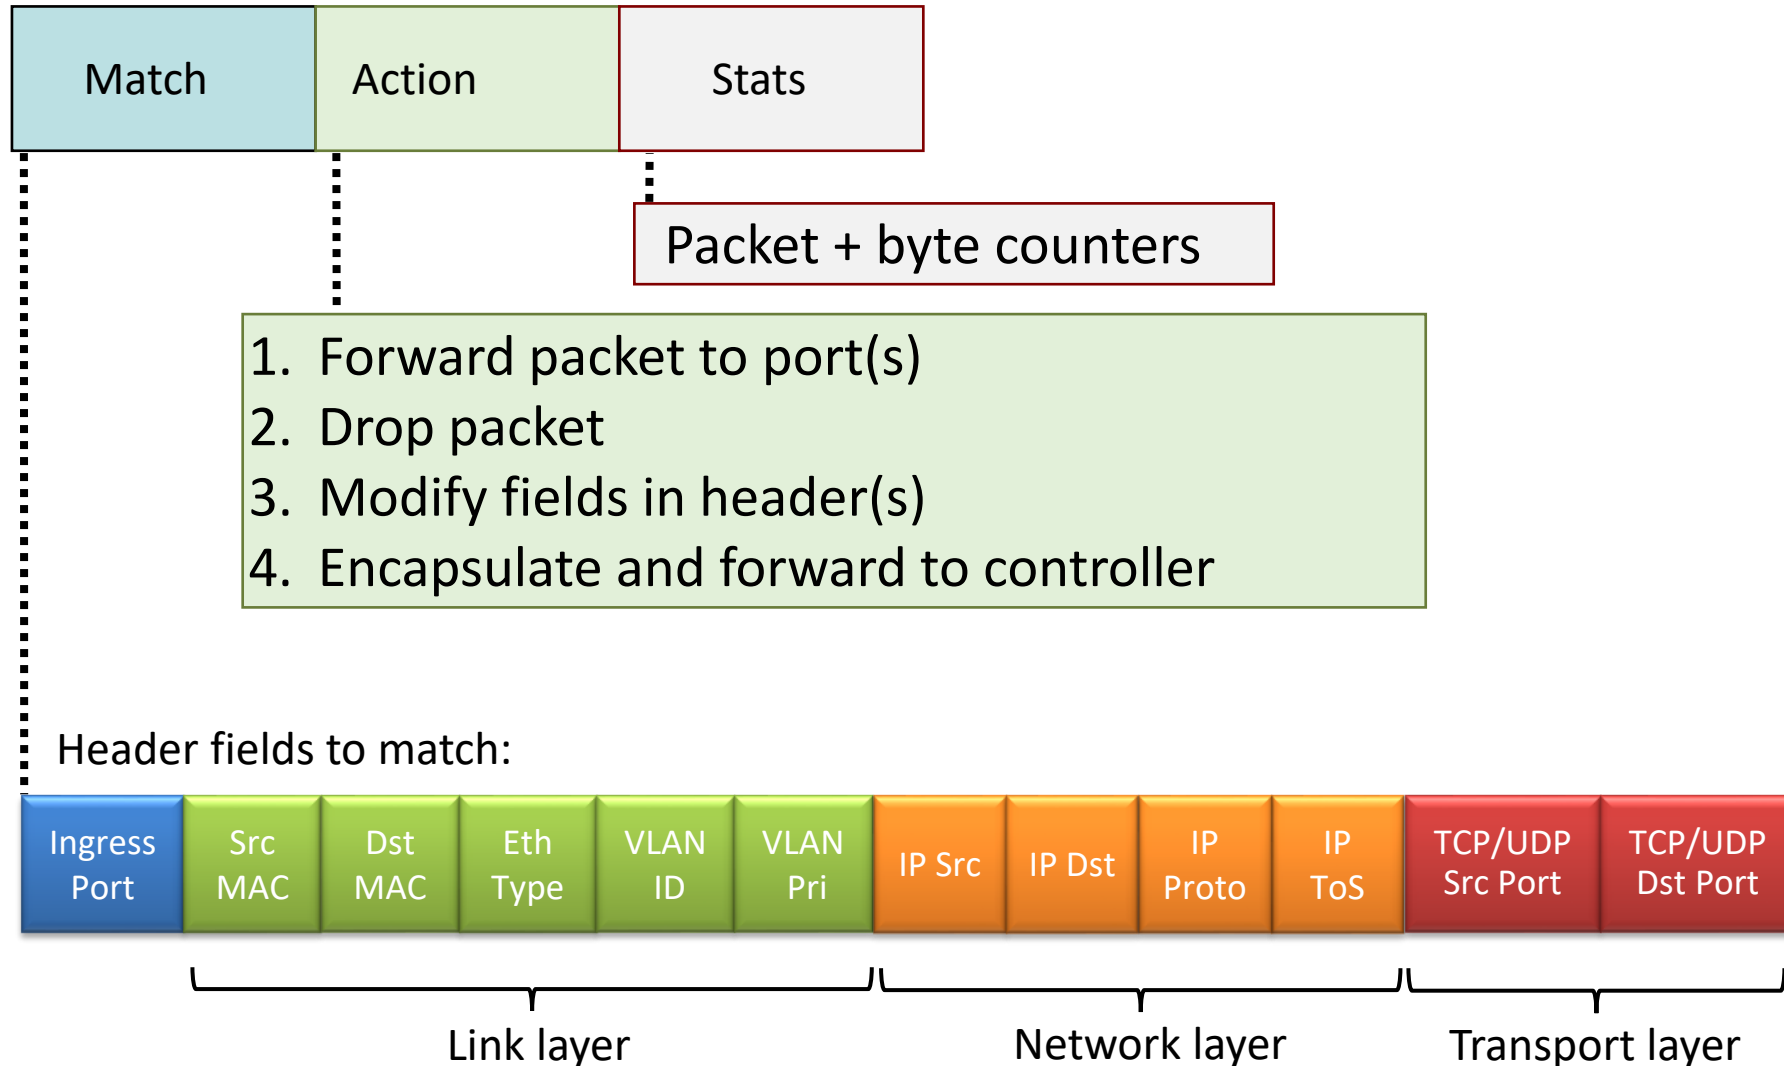 Match
Action
Stats
Packet + byte counters
1. Forward packet to port(s)
2. Drop packet
3. Modify fields in header(s)
4. Encapsulate and forward to controller
Header fields to match:
Ingress
Port
Src
MAC
Dst
MAC
Eth
Type
VLAN
ID
VLAN
Pri
IP Src
IP Dst
IP
Proto
IP
ToS
TCP/UDP
Src Port
TCP/UDP
Dst Port
Link layer
Network layer
Transport layer